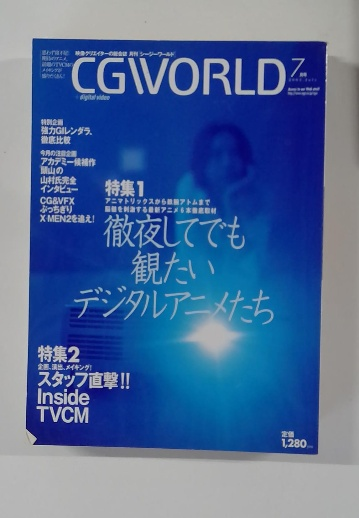 映像クリエイターの総合誌 月刊[シージーワールド]
CGWORLD
digital video
7月号
特別企画
強力GIレンダラ、
徹底比較
今月の注目企画
アカデミー候補作
頭山の
山村氏完全
インタビュー
CG&VFX
ぶっちぎり
X MEN2を追え!
特集1
アニマトリックスから鉄腕アトムまで
脳髄を刺激する最新アニメ6本徹底取材
徹夜してでも
観たい
デジタルアニメたち
特集2
企画、演出、メイキング!
スタッフ直撃!!
Inside
TVCM
定価
1,280